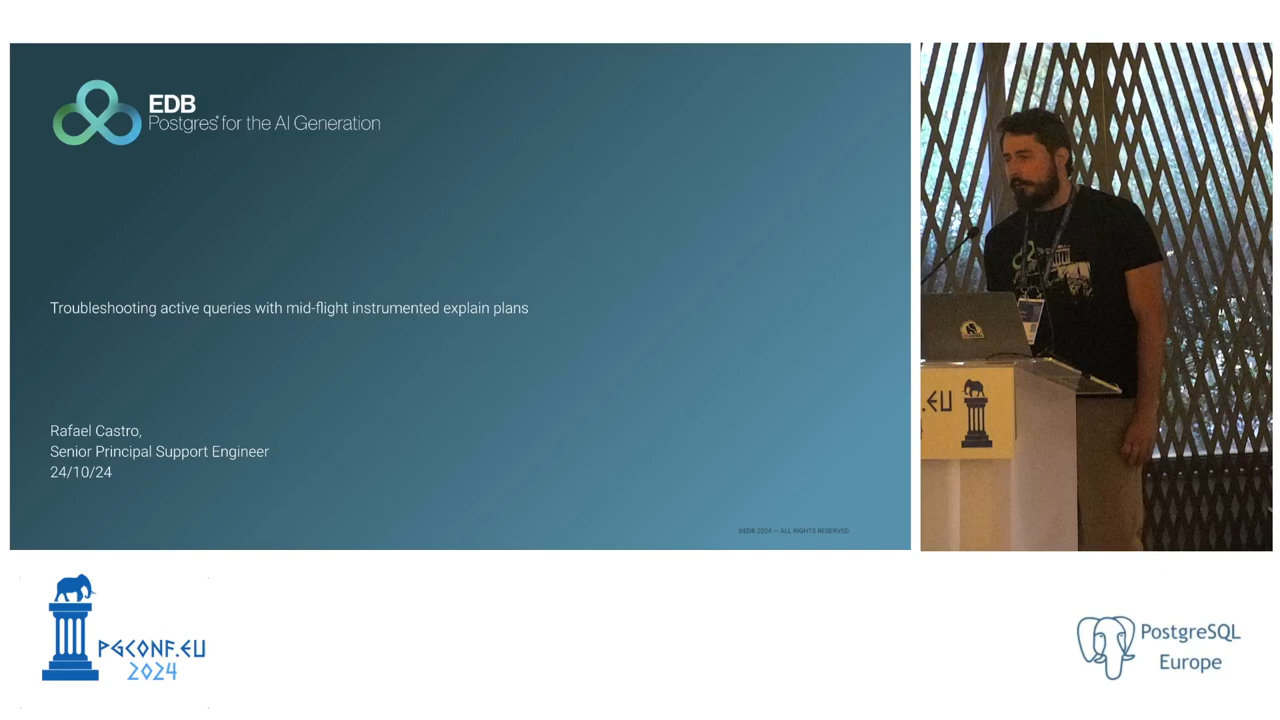 EDB
Postgres® for the AI Generation
Troubleshooting active queries with mid-flight instrumented explain plans
Rafael Castro,
Senior Principal Support Engineer
24/10/24
©EDB 2024 — ALL RIGHTS RESERVED.
.EU
PGCONF.EU
2024
PostgreSQL
Europe